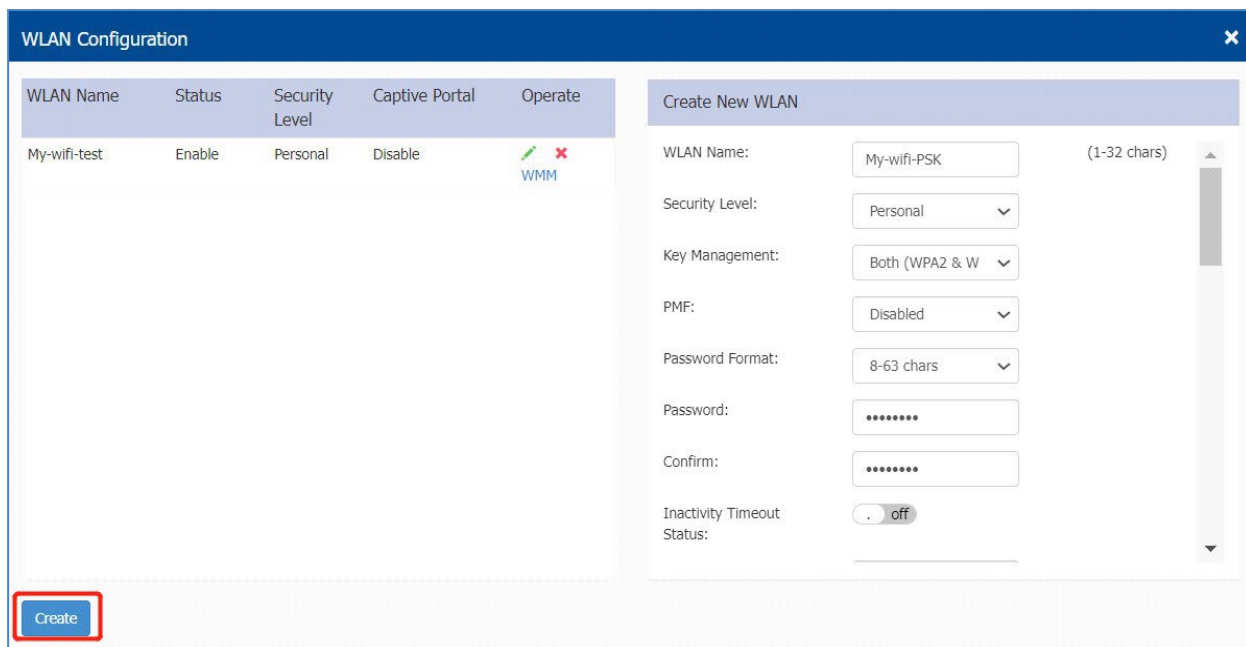 WLAN Configuration
WLAN Name Status Security Level Captive Portal Operate
My-wifi-test Enable Personal Disable
WMM
Create New WLAN
WLAN Name: My-wifi-PSK (1-32 chars)
Security Level: Personal
Key Management: Both (WPA2 & W
PMF: Disabled
Password Format: 8-63 chars
Password: ••••••••
Confirm: ••••••••
Inactivity Timeout Status: . off
Create